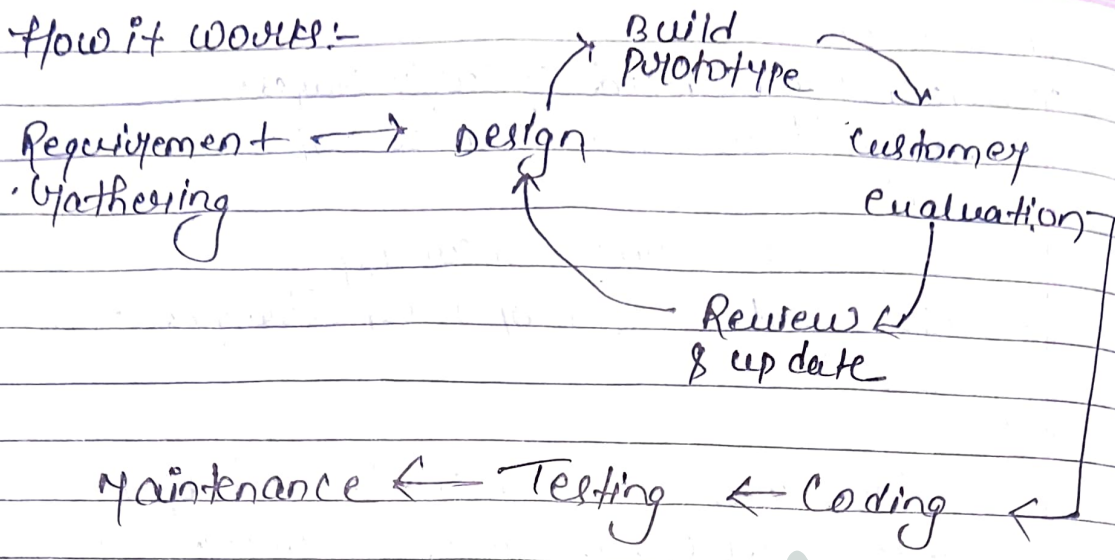 How it works:-
Build
Prototype
Requirement → Design
Gathering
Customer
evaluation
Review
& update
Maintenance ← Testing ← Coding